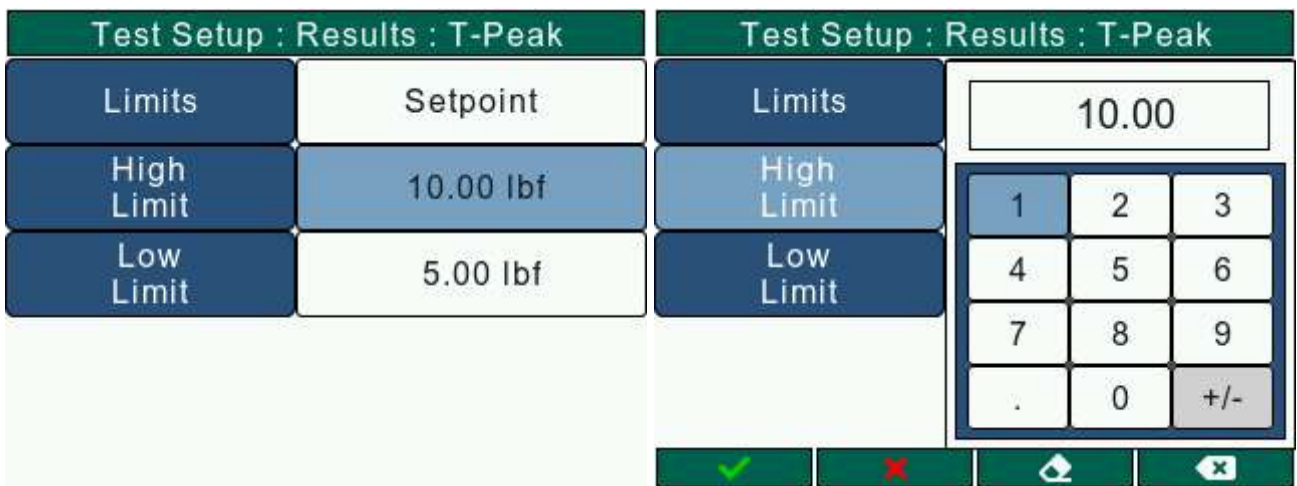 Test Setup : Results : T-Peak
Limits
Setpoint
High
Limit
10.00 lbf
Low
Limit
5.00 lbf
Test Setup : Results : T-Peak
Limits
High
Limit
Low
Limit
10.00
1 2 3
4 5 6
7 8 9
. 0 +/-